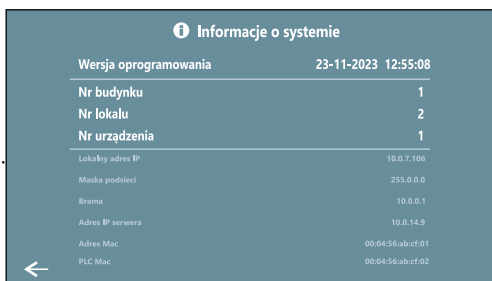 Informacje o systemie
Wersja oprogramowania 23-11-2023 12:55:08
Nr budynku 1
Nr lokalu 2
Nr urządzenia 1
Lokalny adres IP 10.0.7.106
Maska podsieci 255.0.0.0
Brama 10.0.0.1
Adres IP serwera 10.0.14.9
Adres Mac 00:04:56:ab:cf:01
PLC Mac 00:04:56:ab:cf:02